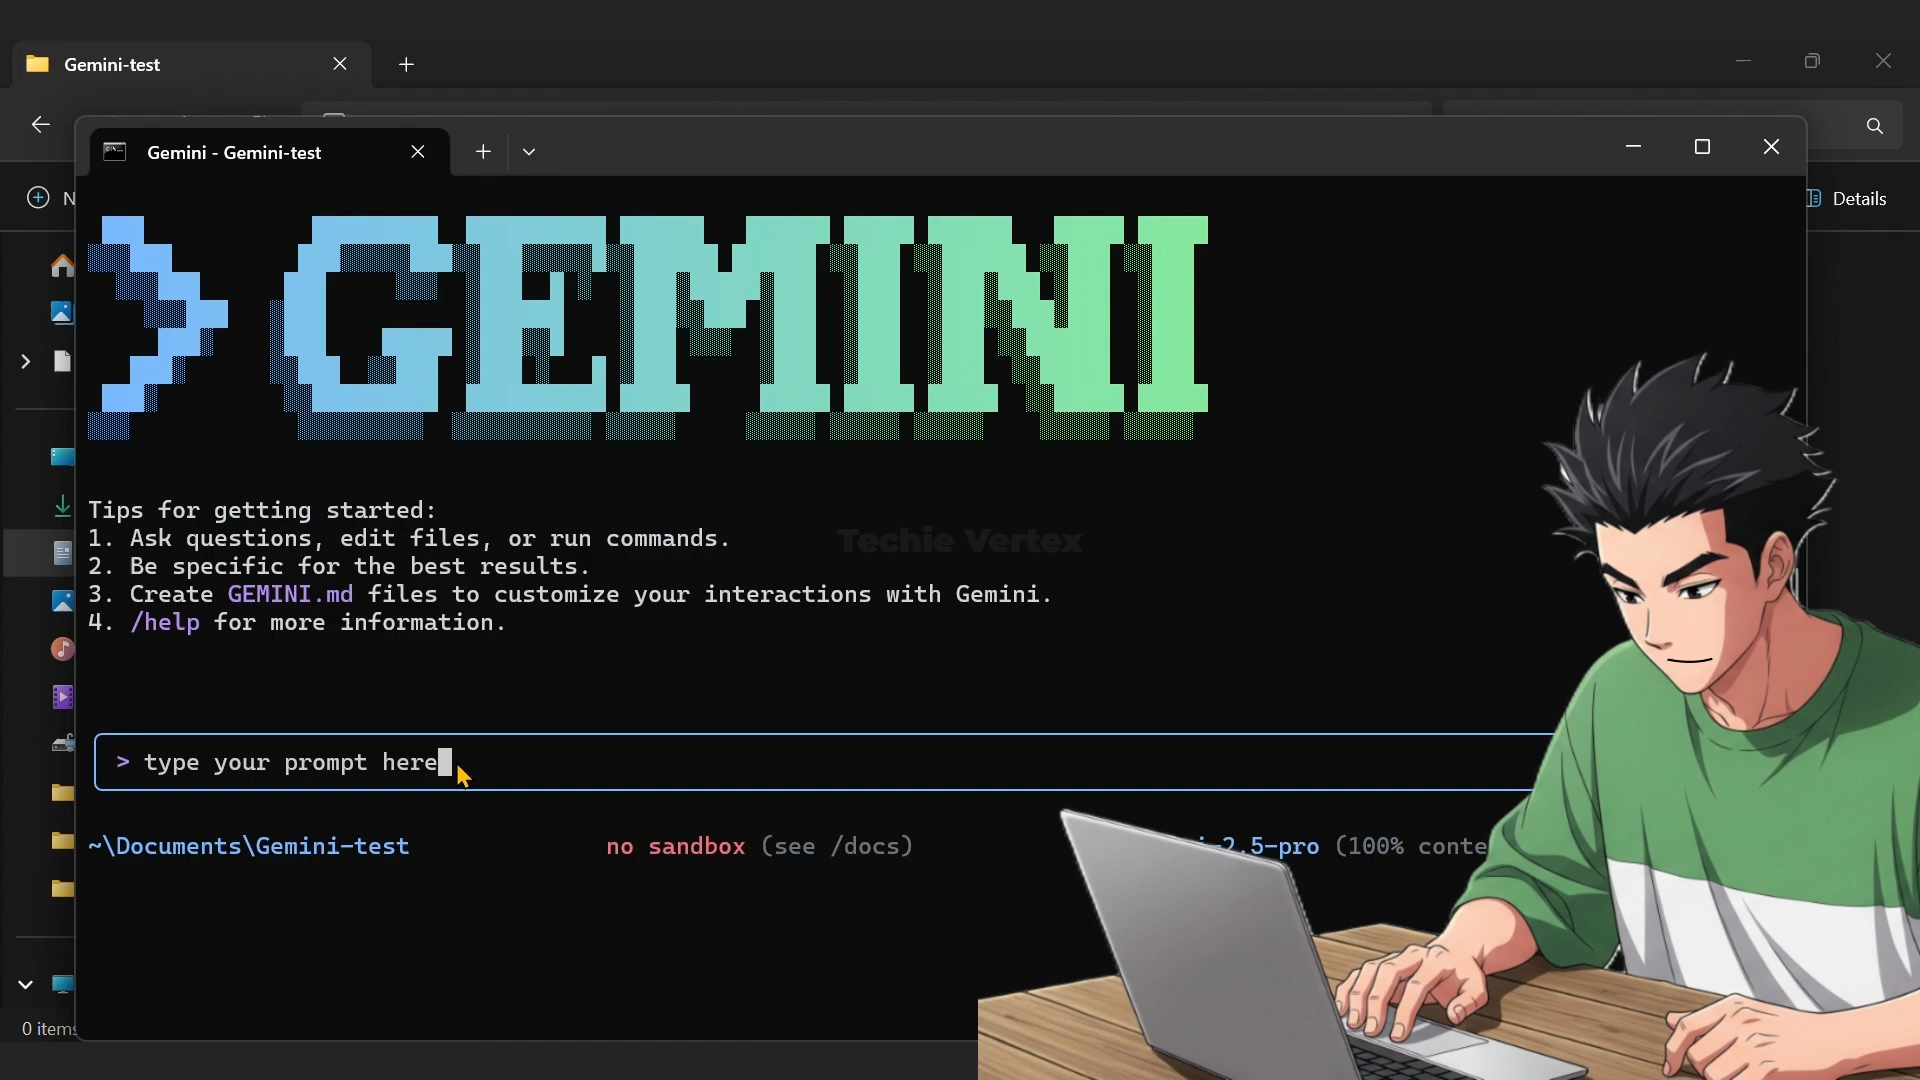 Gemini-test
Gemini - Gemini-test
Details
GEMINI
Tips for getting started:
1. Ask questions, edit files, or run commands.
2. Be specific for the best results.
3. Create GEMINI.md files to customize your interactions with Gemini.
4. /help for more information.
Techie Vertex
> type your prompt here
~\Documents\Gemini-test no sandbox (see /docs) -2.5-pro (100% conte
0 items